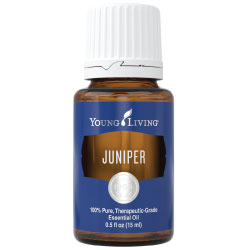 YOUNG LIVING
JUNIPER
100% Pure, Therapeutic-Grade
Essential Oil
0.5 fl oz (15 ml)